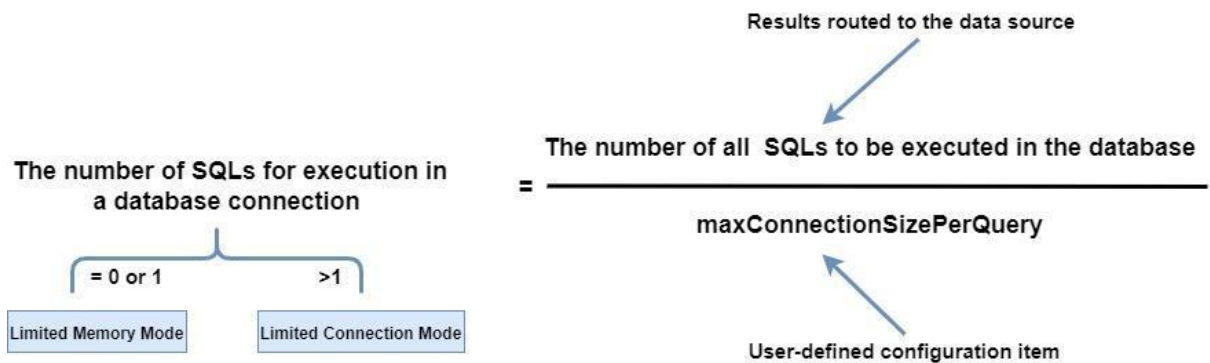 Results routed to the data source
The number of all SQLs to be executed in the database
The number of SQLs for execution in
a database connection
=
maxConnectionSizePerQuery
= 0 or 1
>1
Limited Memory Mode
Limited Connection Mode
User-defined configuration item